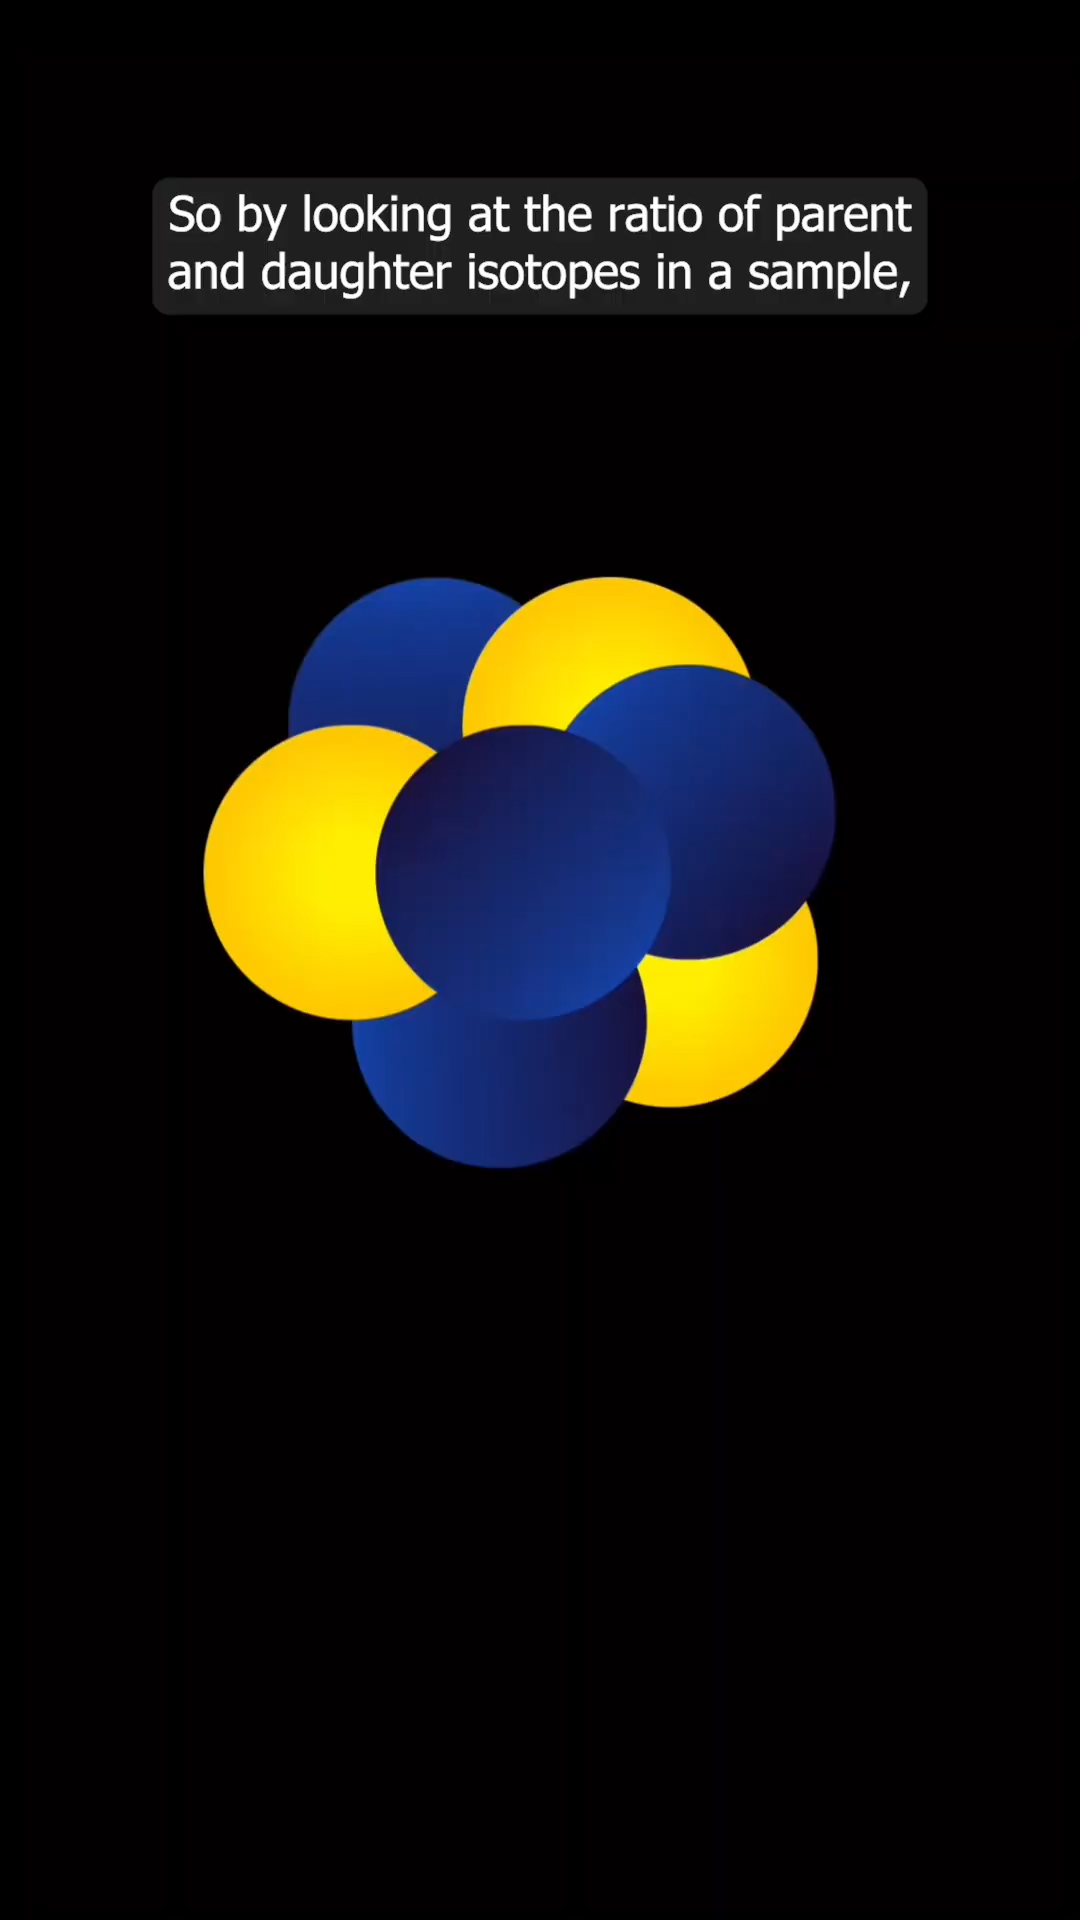 So by looking at the ratio of parent
and daughter isotopes in a sample,